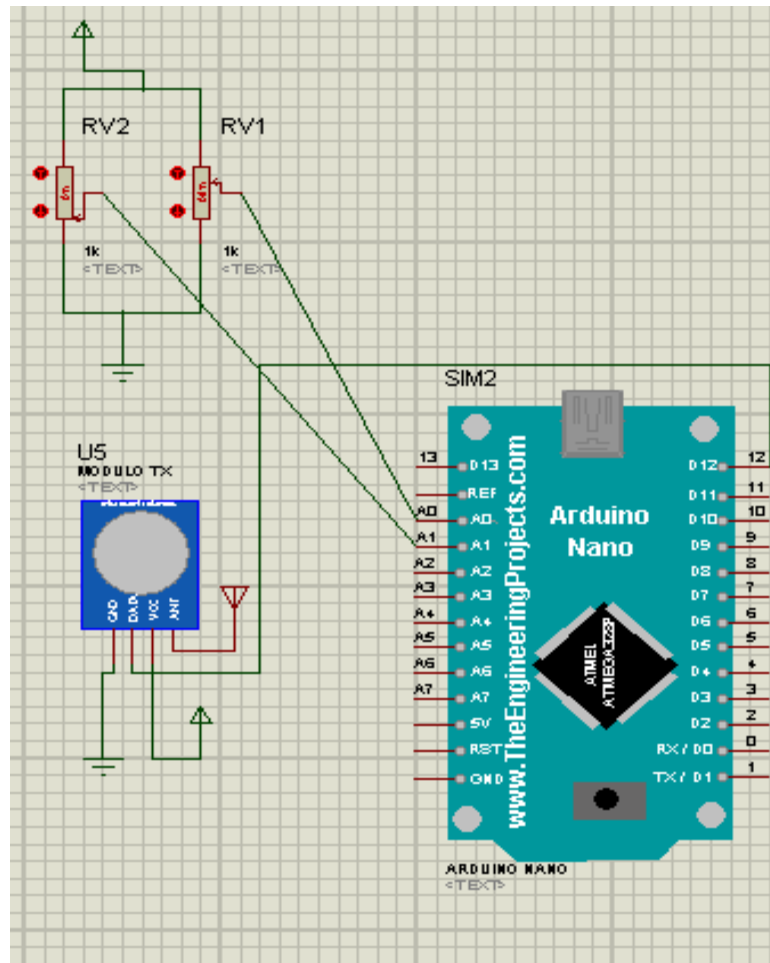 RV2
RV1
1k
<TEXT>
1k
<TEXT>
SIM2
U5
MODULO TX
<TEXT>
GND
VCC
ANT
13
D13
REF
A0
A0
A1
A1
A2
A2
A3
A3
A4
A4
A5
A5
A6
A6
A7
A7
5V
RST
GND
www.TheEngineeringProjects.com
Arduino
Nano
ATMEL
D12
12
D11
11
D10
10
D9
9
D8
8
D7
7
D6
6
D5
5
D4
4
D3
3
D2
2
RX/D0
0
TX/D1
1
ARDUINO NANO
<TEXT>